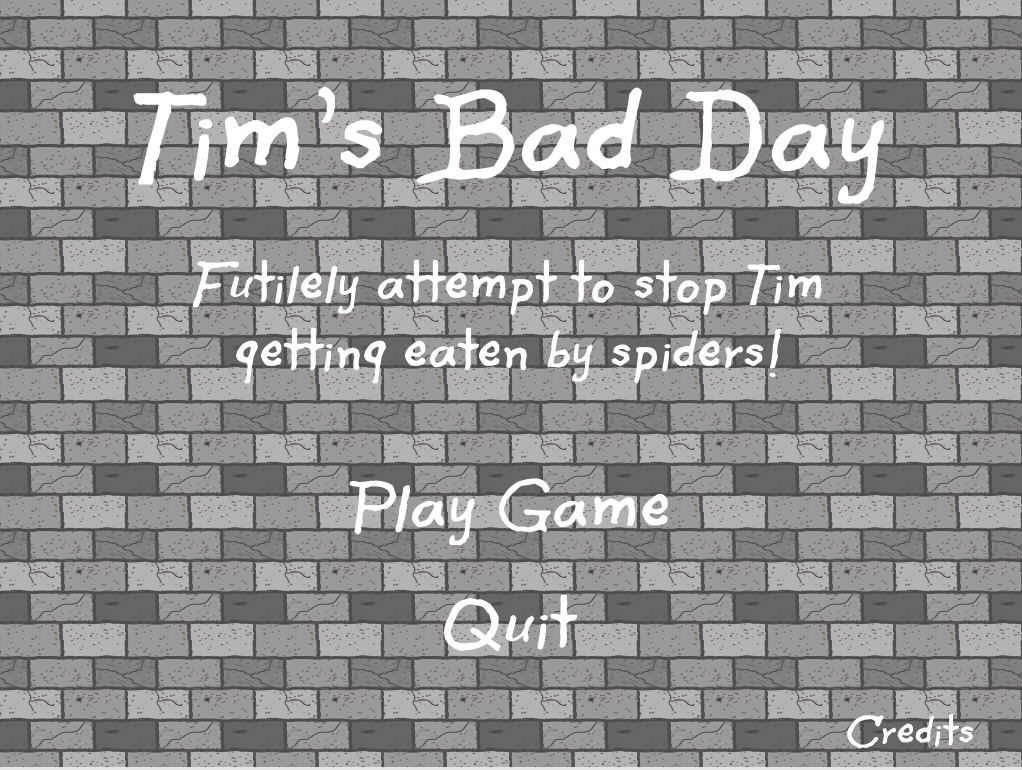 Tim's Bad Day
Futilely attempt to stop Tim
getting eaten by spiders!
Play Game
Quit
Credits